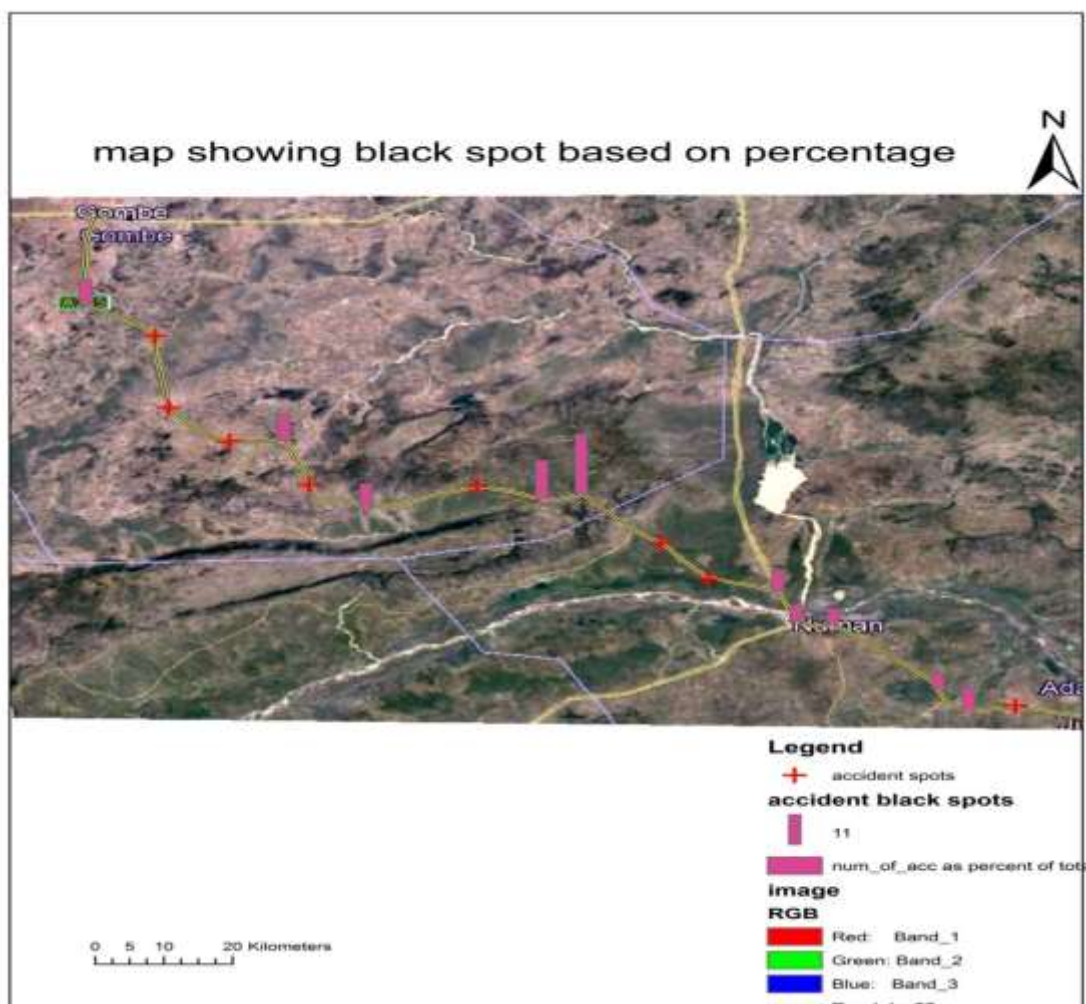 N
map showing black spot based on percentage
Gombe
Gombe
Ada
Legend
accident spots
accident black spots
11
num_of_acc as percent of tot
image
RGB
Red: Band_1
Green: Band_2
Blue: Band_3
0 5 10 20 Kilometers